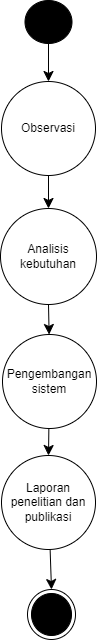 Observasi
Analisis
kebutuhan
Pengembangan
sistem
Laporan
penelitian dan
publikasi